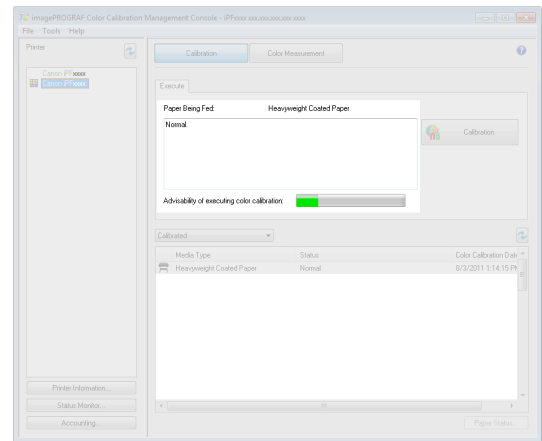 imagePROGRAF Color Calibration Management Console - iPFxxxx xxx.xxx.xxx.xxx xxxx
File Tools Help
Printer
Canon iPFxxxx
Canon iPFxxxx
Calibration
Color Measurement
Execute
Paper Being Fed: Heavyweight Coated Paper
Normal.
Calibration
Advisability of executing color calibration:
Calibrated
Media Type Status Color Calibration Date
Heavyweight Coated Paper Normal 8/3/2011 1:14:15 PM
Printer Information...
Status Monitor...
Accounting...
Paper Status...